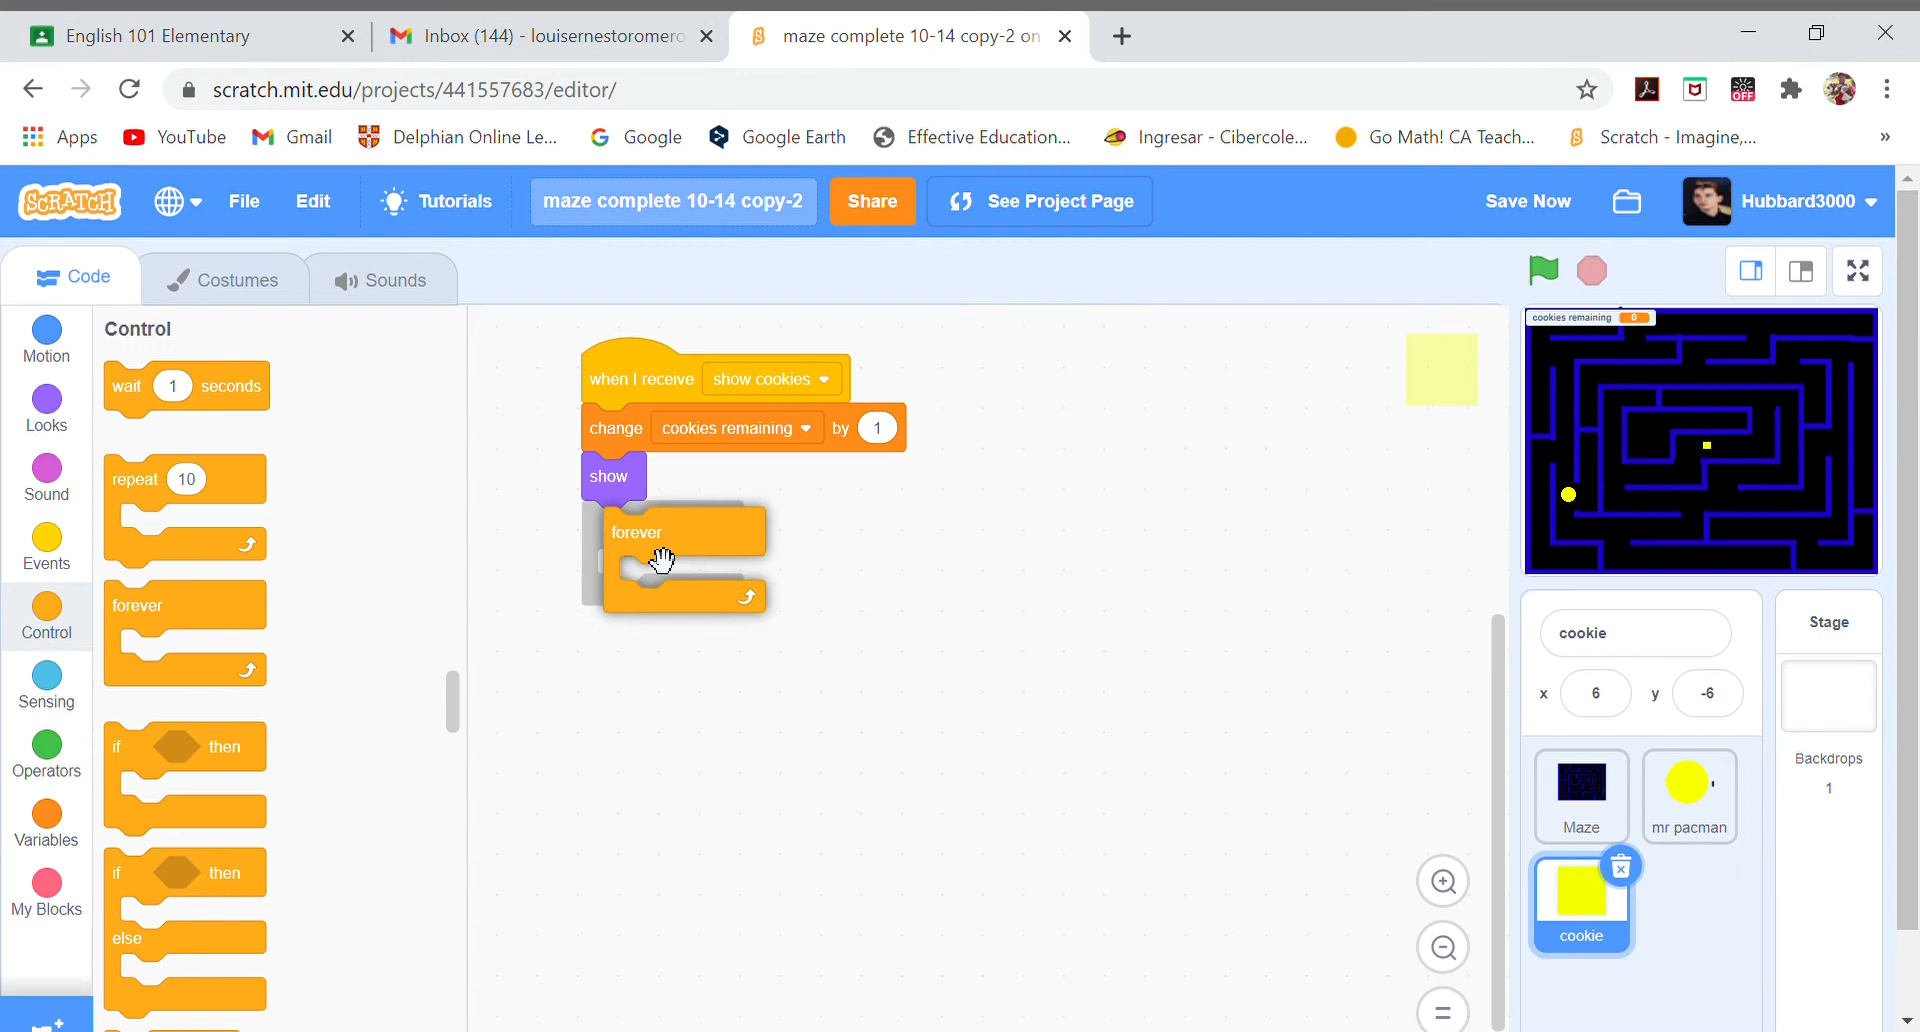 English 101 Elementary
Inbox (144) - louisernestoromero
maze complete 10-14 copy-2 on
scratch.mit.edu/projects/441557683/editor/
OFF
Apps
YouTube
Gmail
Delphian Online Le...
Google
Google Earth
Effective Education...
Ingresar - Cibercole...
Go Math! CA Teach...
Scratch - Imagine,...
»
SCRATCH
File
Edit
Tutorials
maze complete 10-14 copy-2
Share
See Project Page
Save Now
Hubbard3000
Code
Costumes
Sounds
Motion
Looks
Sound
Events
Control
Sensing
Operators
Variables
My Blocks
Control
wait 1 seconds
repeat 10
forever
if then
if then
else
when I receive show cookies
change cookies remaining by 1
show
forever
cookies remaining 0
cookie
x 6 y -6
Maze
mr pacman
cookie
Stage
Backdrops
1